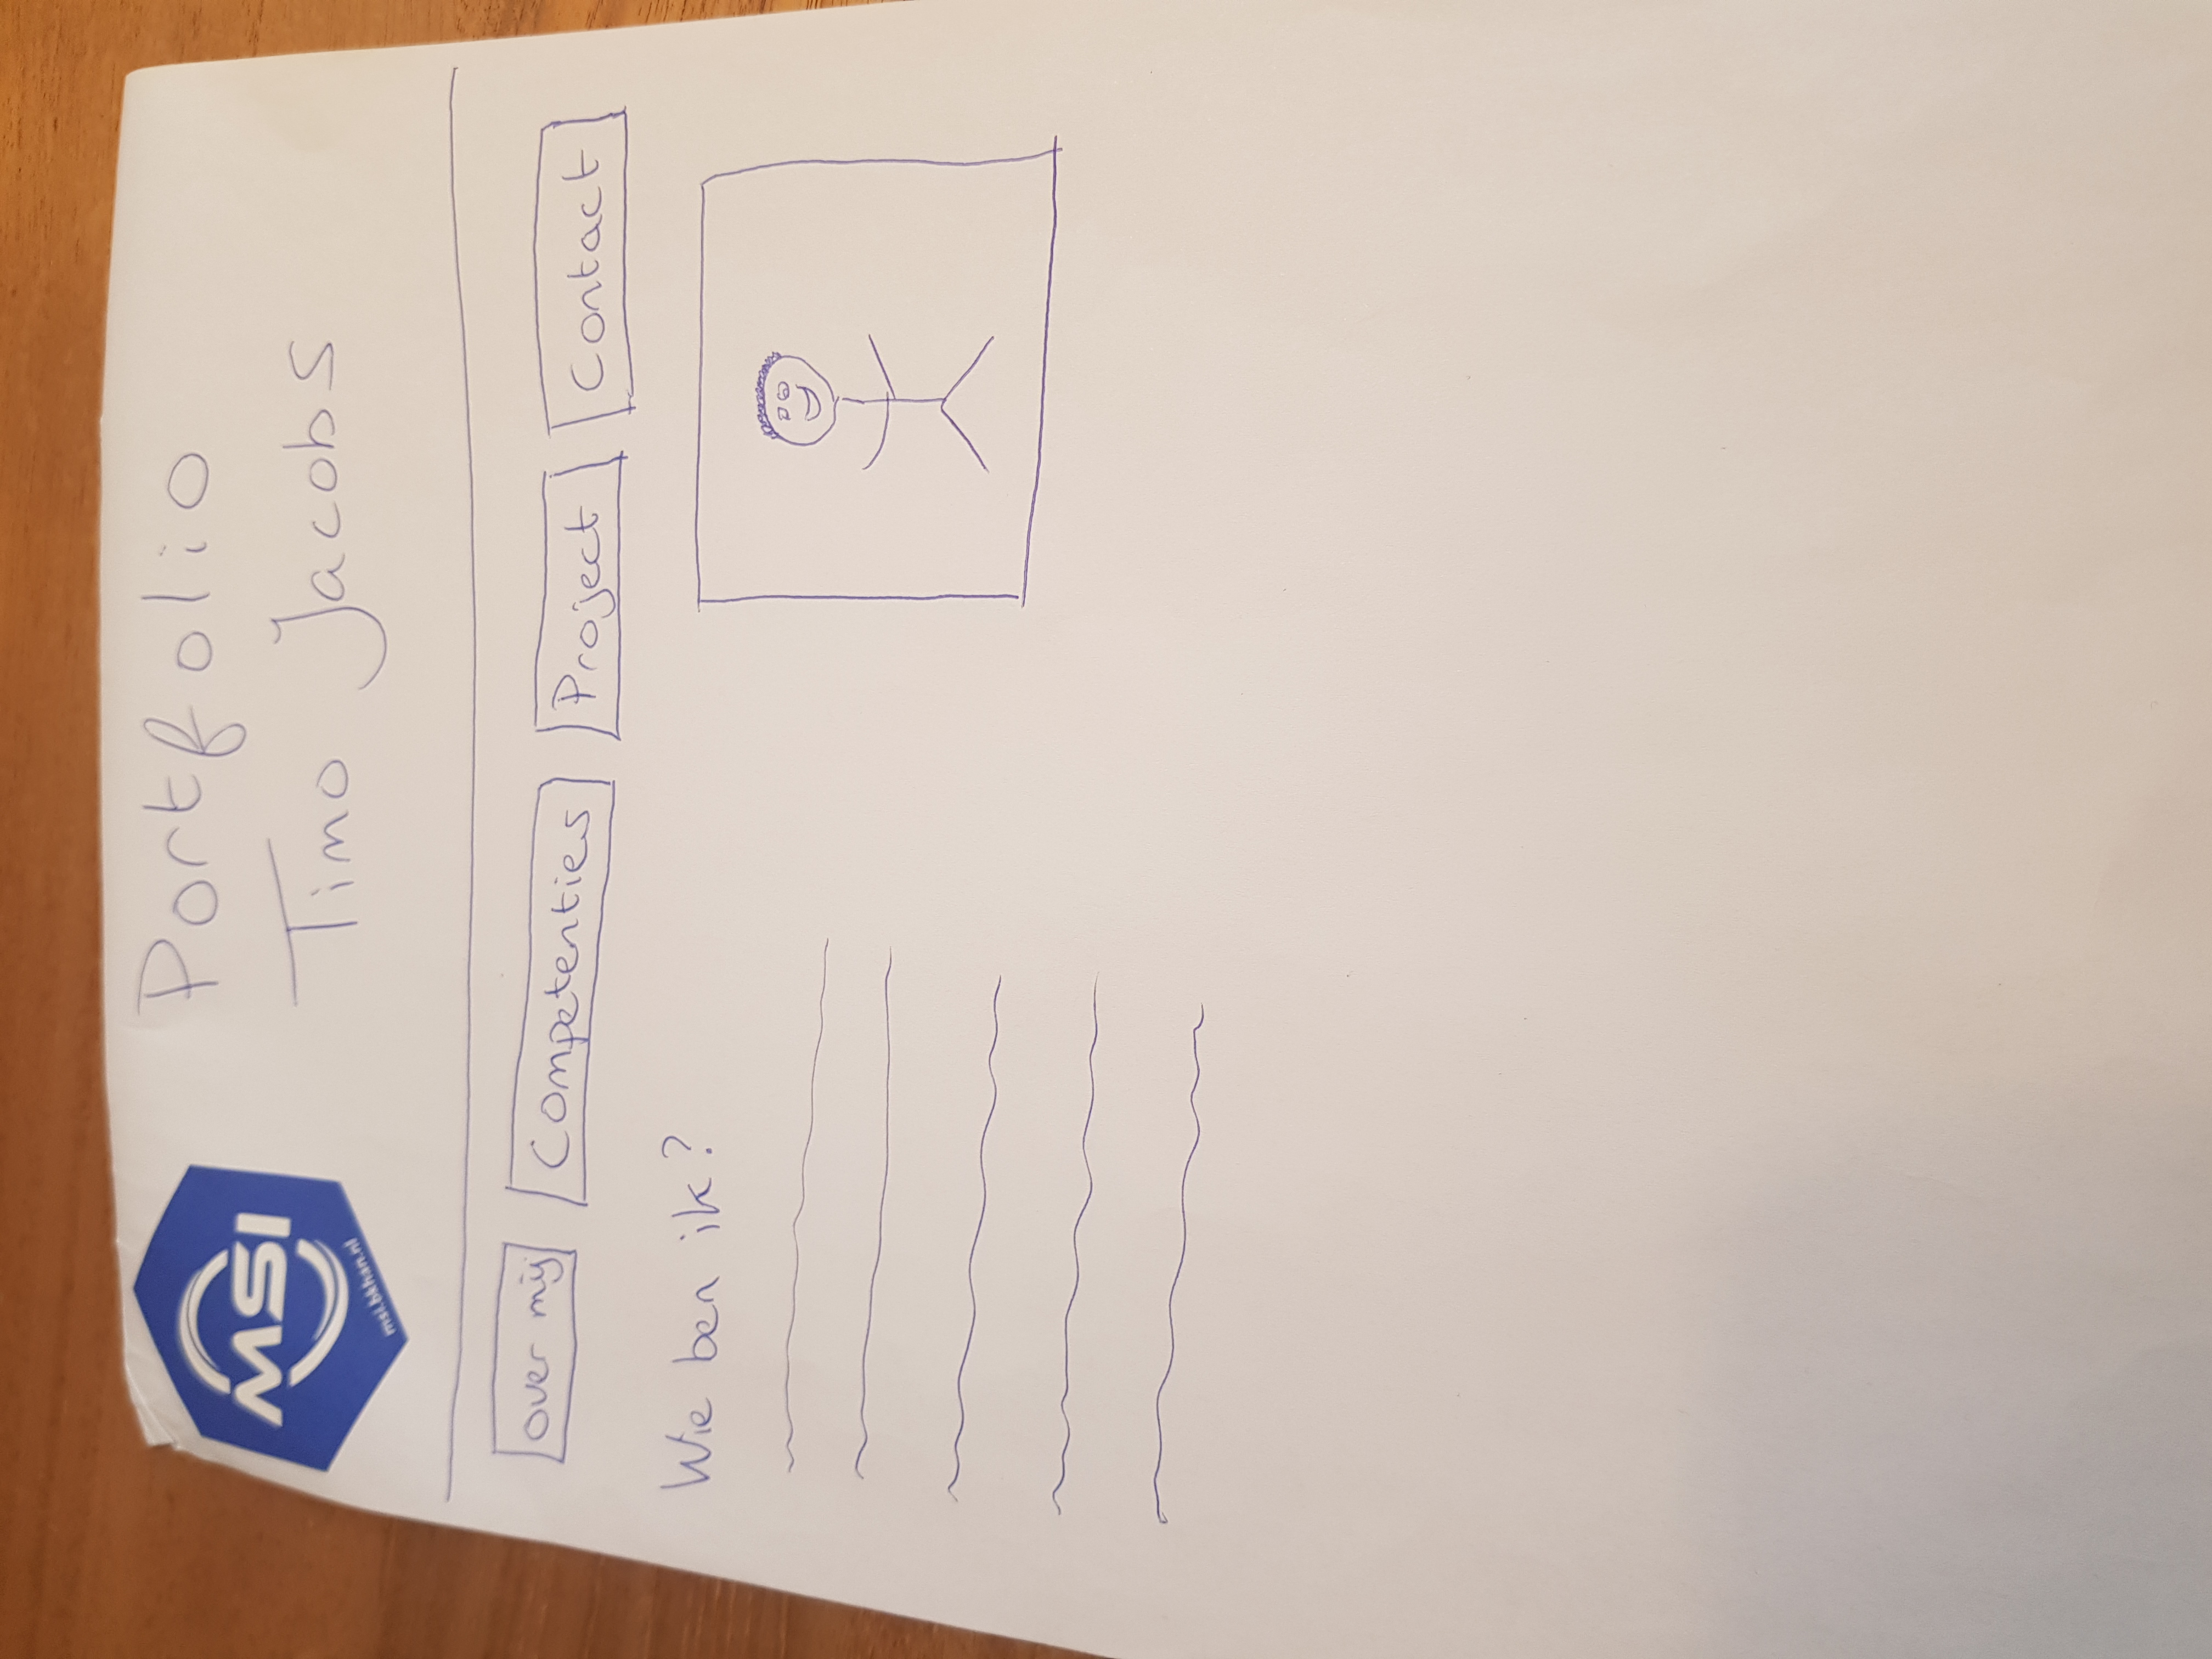 MSI
msi.bkhan.nl
Portfolio
Timo Jacobs
over mij
Competenties
Project
Contact
Wie ben ik?